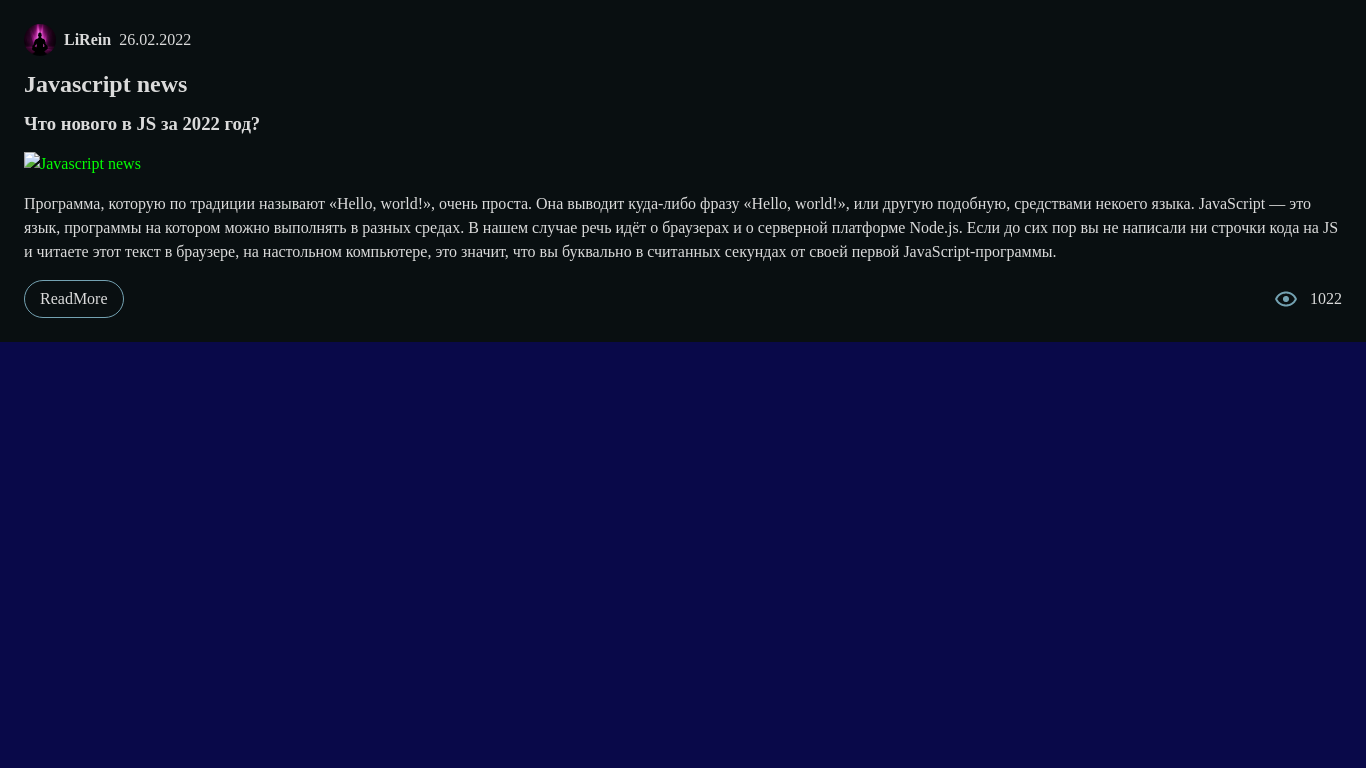 LiRein 26.02.2022
Javascript news
Что нового в JS за 2022 год?
Javascript news
Программа, которую по традиции называют «Hello, world!», очень проста. Она выводит куда-либо фразу «Hello, world!», или другую подобную, средствами некоего языка. JavaScript — это
язык, программы на котором можно выполнять в разных средах. В нашем случае речь идёт о браузерах и о серверной платформе Node.js. Если до сих пор вы не написали ни строчки кода на JS
и читаете этот текст в браузере, на настольном компьютере, это значит, что вы буквально в считанных секундах от своей первой JavaScript-программы.
ReadMore 1022